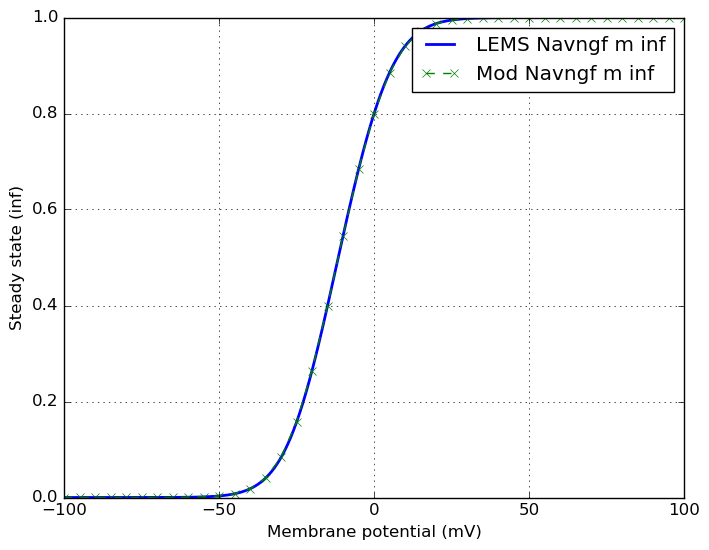 1.0
0.8
0.6
0.4
0.2
0.0
Steady state (inf)
LEMS Navngf m inf
Mod Navngf m inf
−100 −50 0 50 100
Membrane potential (mV)